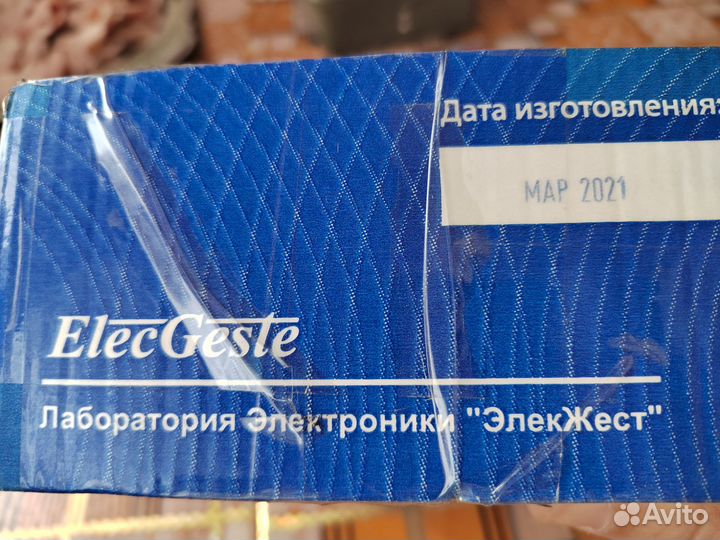 Дата изготовления:
МАР 2021
ElecGeste
Лаборатория Электроники "ЭлекЖест"
Avito